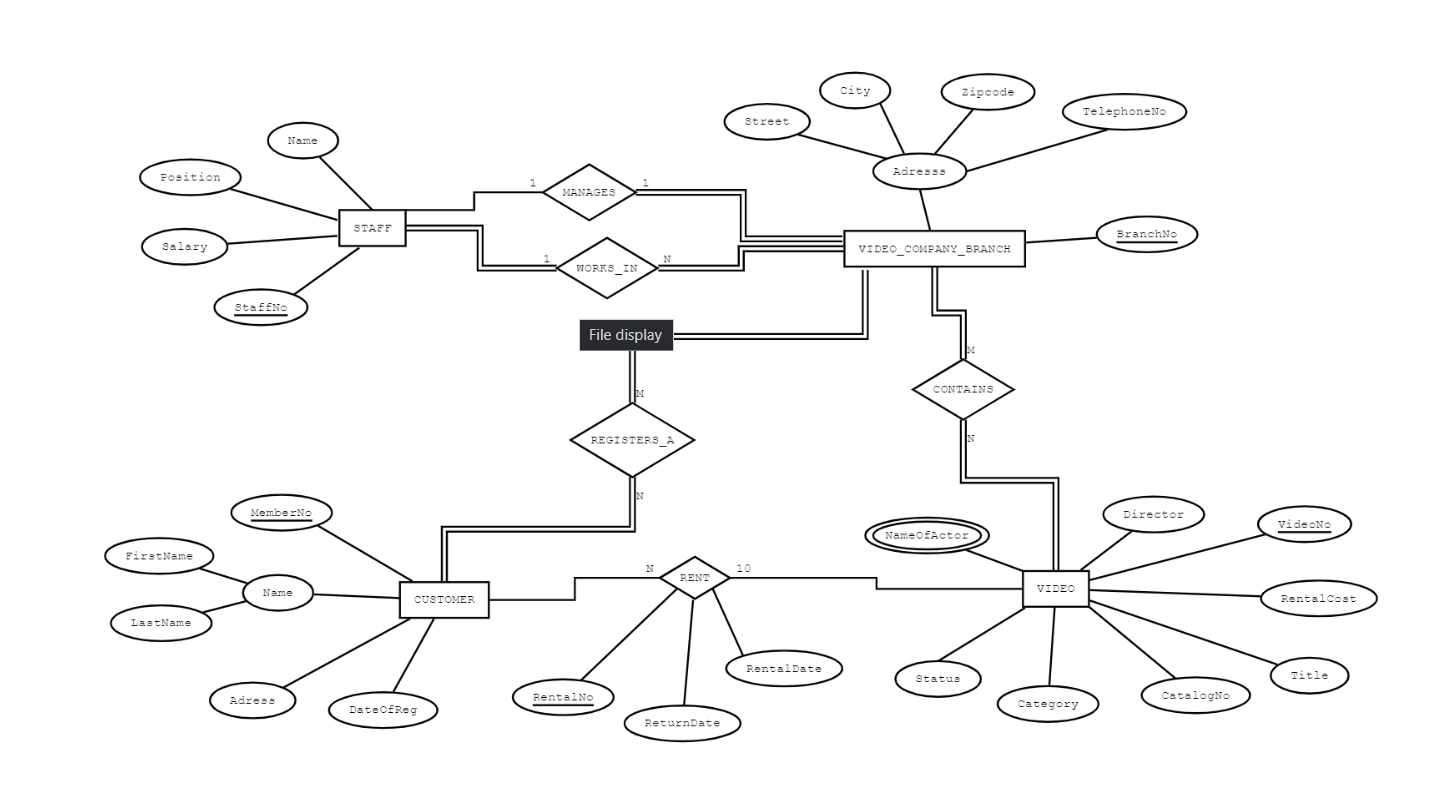 City
Zipcode
Street
TelephoneNo
Name
Position
Adresss
1
MANAGES
1
STAFF
BranchNo
Salary
VIDEO_COMPANY_BRANCH
1
WORKS_IN
N
StaffNo
File display
M
CONTAINS
M
REGISTERS_A
N
N
MemberNo
Director
VideoNo
NameOfActor
FirstName
N
RENT
10
VIDEO
Name
CUSTOMER
RentalCost
LastName
RentalDate
Status
Title
RentalNo
CatalogNo
Adress
DateOfReg
Category
ReturnDate